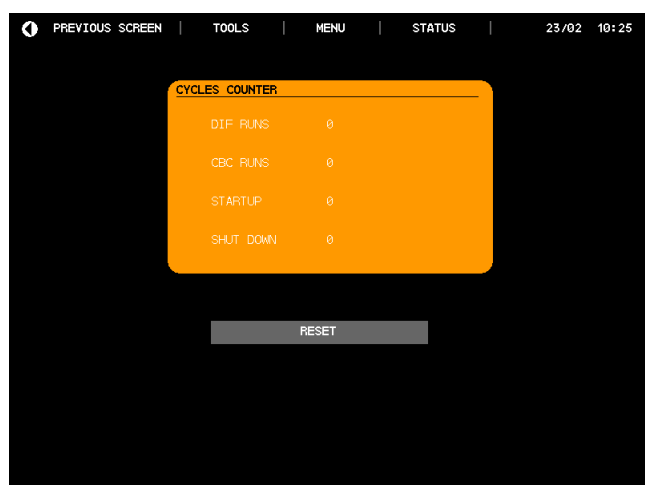 PREVIOUS SCREEN | TOOLS | MENU | STATUS | 23/02 10:25
CYCLES COUNTER
DIF RUNS 0
CBC RUNS 0
STARTUP 0
SHUT DOWN 0
RESET